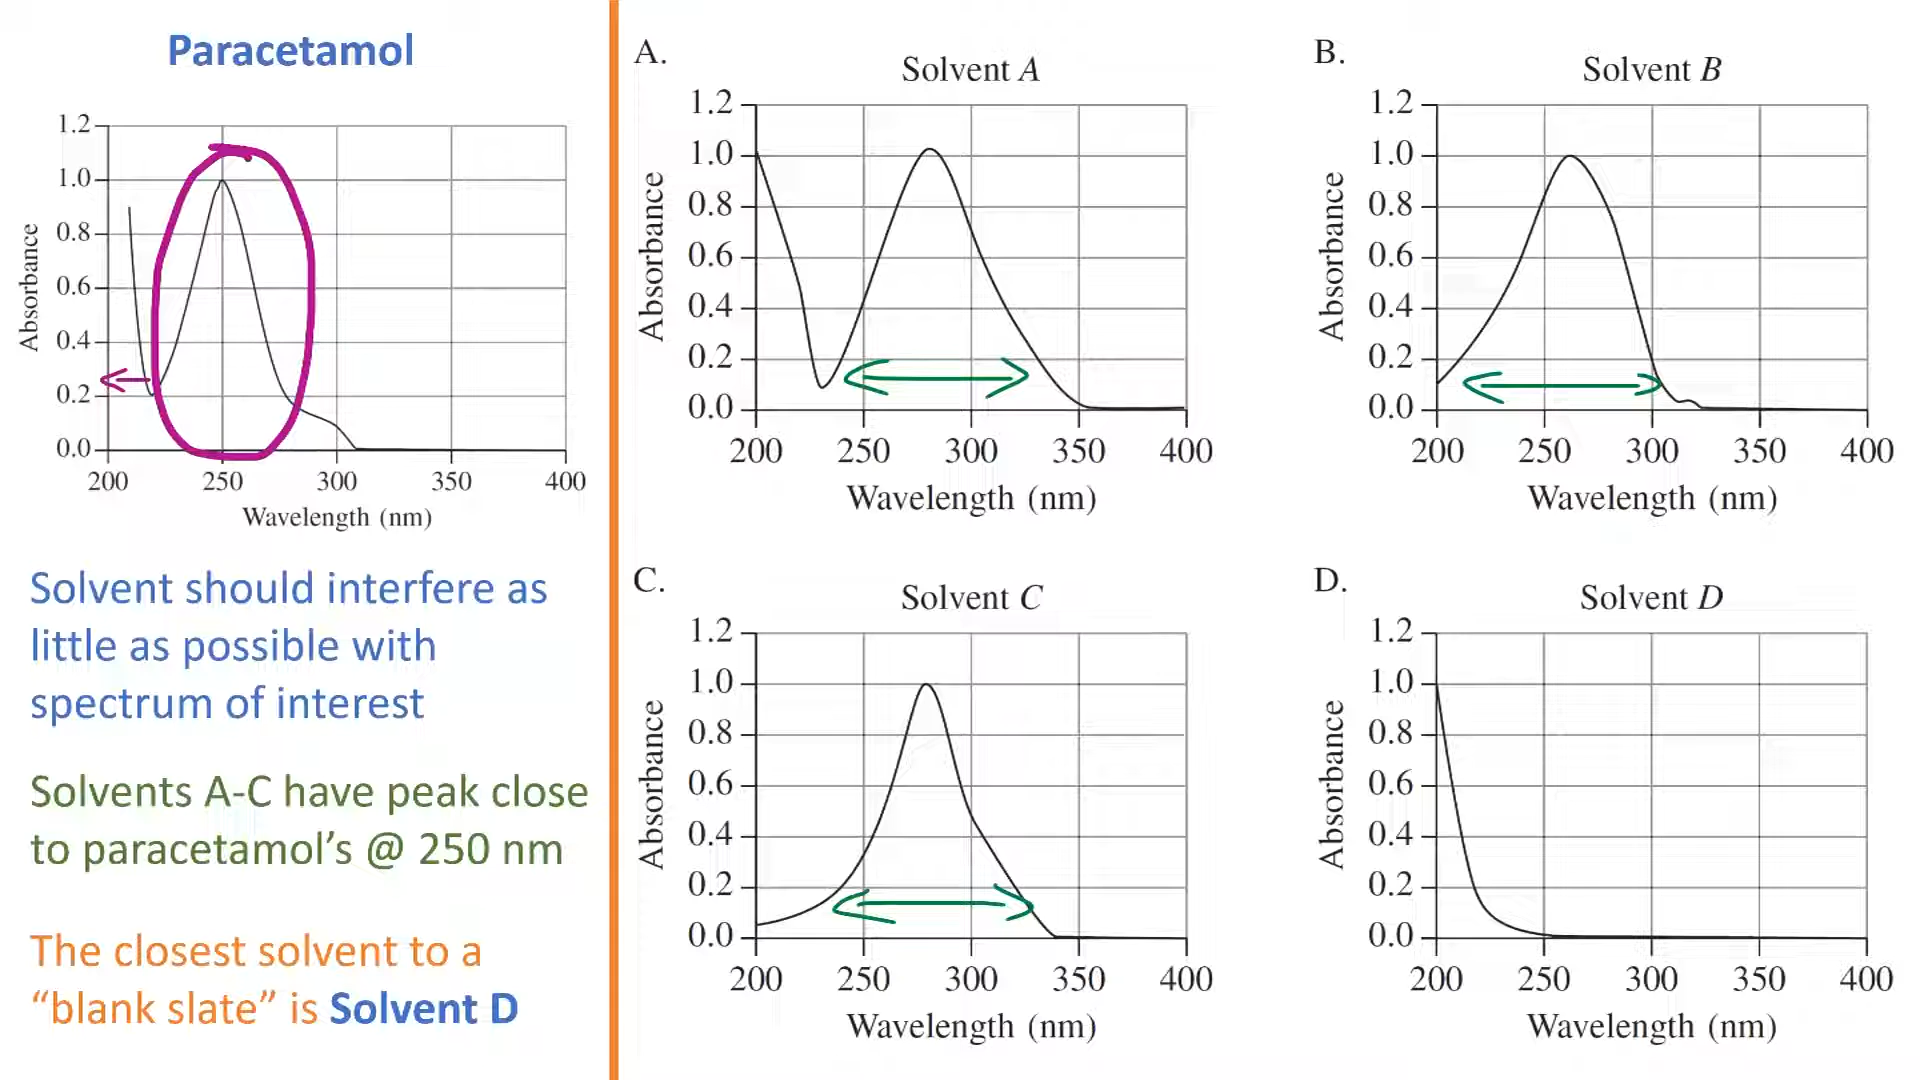 Paracetamol
1.2
1.0
0.8
0.6
0.4
0.2
0.0
Absorbance
200 250 300 350 400
Wavelength (nm)
Solvent should interfere as
little as possible with
spectrum of interest
Solvents A-C have peak close
to paracetamol’s @ 250 nm
The closest solvent to a
“blank slate” is Solvent D
A.
Solvent A
1.2
1.0
0.8
0.6
0.4
0.2
0.0
Absorbance
200 250 300 350 400
Wavelength (nm)
B.
Solvent B
1.2
1.0
0.8
0.6
0.4
0.2
0.0
Absorbance
200 250 300 350 400
Wavelength (nm)
C.
Solvent C
1.2
1.0
0.8
0.6
0.4
0.2
0.0
Absorbance
200 250 300 350 400
Wavelength (nm)
D.
Solvent D
1.2
1.0
0.8
0.6
0.4
0.2
0.0
Absorbance
200 250 300 350 400
Wavelength (nm)